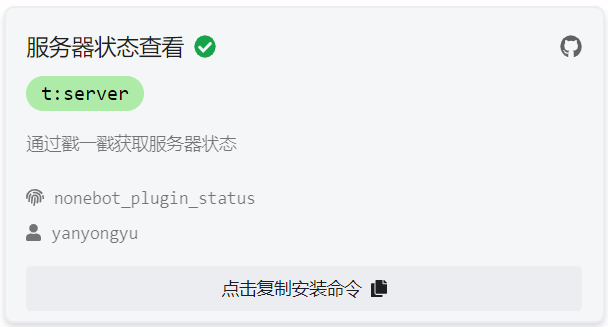 服务器状态查看
t:server
通过戳一戳获取服务器状态
nonebot_plugin_status
yanyongyu
点击复制安装命令